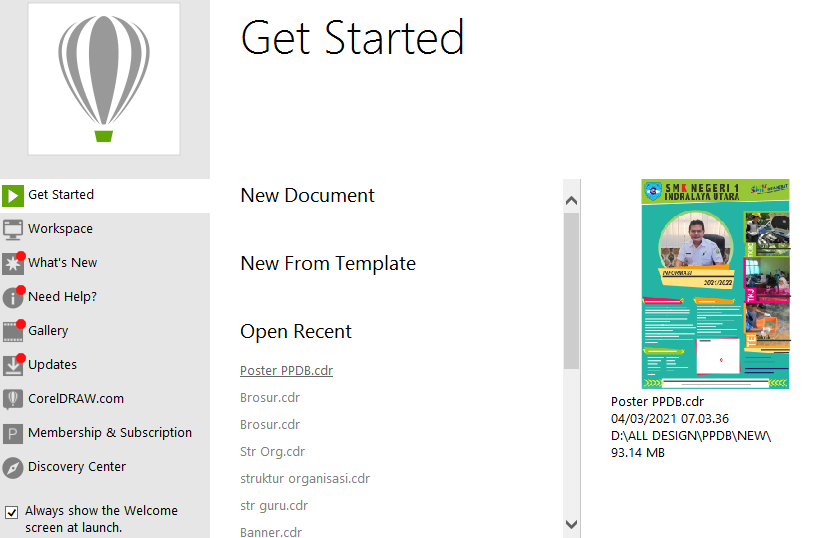 Get Started
Get Started
Workspace
What's New
Need Help?
Gallery
Updates
CorelDRAW.com
Membership & Subscription
Discovery Center
Always show the Welcome
screen at launch.
New Document
New From Template
Open Recent
Poster PPDB.cdr
Brosur.cdr
Brosur.cdr
Str Org.cdr
struktur organisasi.cdr
str guru.cdr
Banner.cdr
SMK NEGERI 1
INDRALAYA UTARA
2021/2022
TKJ
Poster PPDB.cdr
04/03/2021 07.03.36
D:\ALL DESIGN\PPDB\NEW\
93.14 MB